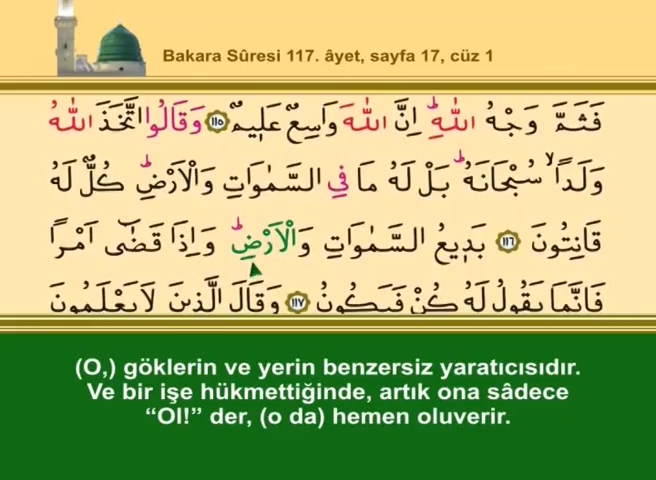 Bakara Sûresi 117. âyet, sayfa 17, cüz 1
فَثَمَّ وَجْهُ اللّٰهِۜ اِنَّ اللّٰهَ وَاسِعٌ عَلٖيمٌ ﴿١١٥﴾ وَقَالُوا اتَّخَذَ اللّٰهُ
وَلَدًاۙ سُبْحَانَهُۜ بَلْ لَهُ مَا فِي السَّمٰوَاتِ وَالْاَرْضِۜ كُلٌّ لَهُ
قَانِتُونَ ﴿١١٦﴾ بَدٖيعُ السَّمٰوَاتِ وَالْاَرْضِۜ وَاِذَا قَضٰٓى اَمْرًا
فَاِنَّمَا يَقُولُ لَهُ كُنْ فَيَكُونُ ﴿١١٧﴾ وَقَالَ الَّذٖينَ لَا يَعْلَمُونَ
(O,) göklerin ve yerin benzersiz yaratıcısıdır.
Ve bir işe hükmettiğinde, artık ona sâdece
“Ol!” der, (o da) hemen oluverir.